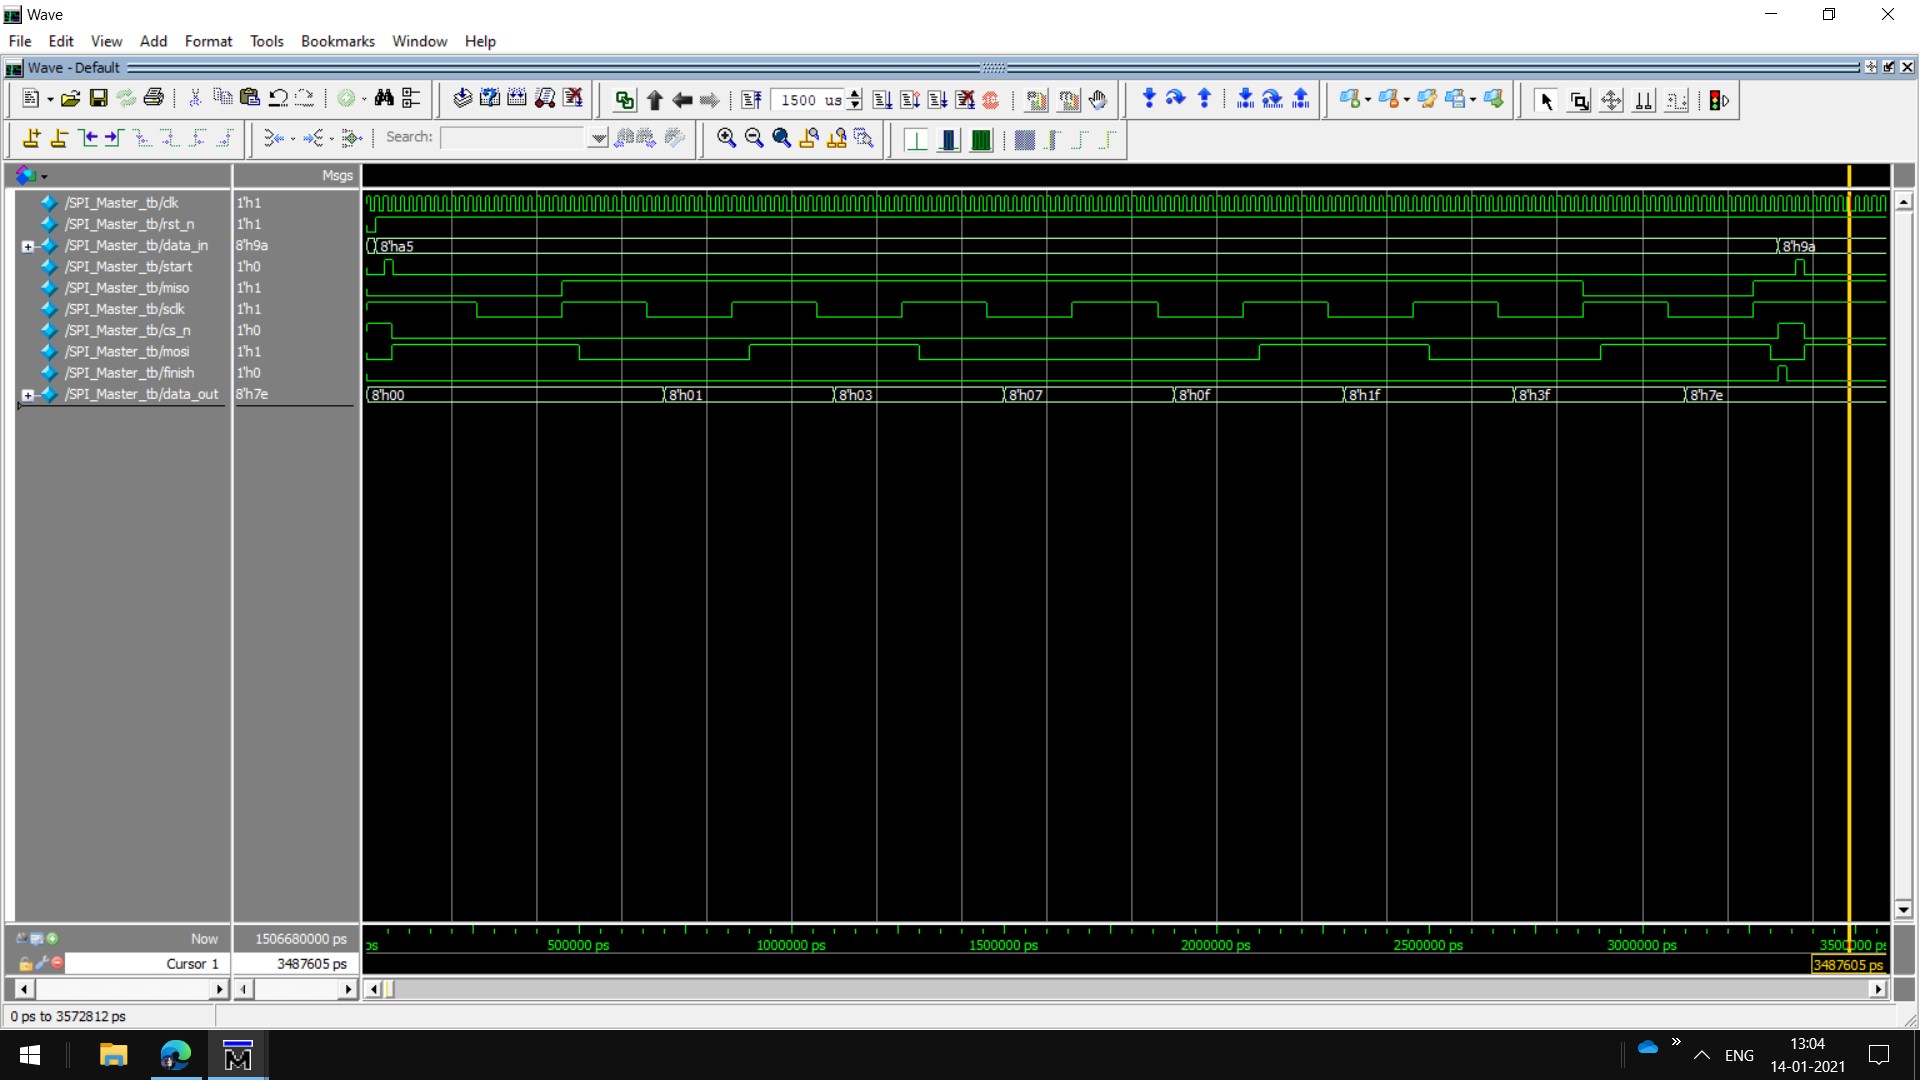 Wave
File Edit View Add Format Tools Bookmarks Window Help
Wave - Default
1500 us
Search:
Msgs
/SPI_Master_tb/clk 1'h1
/SPI_Master_tb/rst_n 1'h1
/SPI_Master_tb/data_in 8'h9a 8'ha5 8'h9a
/SPI_Master_tb/start 1'h0
/SPI_Master_tb/miso 1'h1
/SPI_Master_tb/sclk 1'h1
/SPI_Master_tb/cs_n 1'h0
/SPI_Master_tb/mosi 1'h1
/SPI_Master_tb/finish 1'h0
/SPI_Master_tb/data_out 8'h7e 8'h00 8'h01 8'h03 8'h07 8'h0f 8'h1f 8'h3f 8'h7e
Now 1506680000 ps ps 500000 ps 1000000 ps 1500000 ps 2000000 ps 2500000 ps 3000000 ps 3500000 ps
Cursor 1 3487605 ps 3487605 ps
0 ps to 3572812 ps
ENG
13:04
14-01-2021